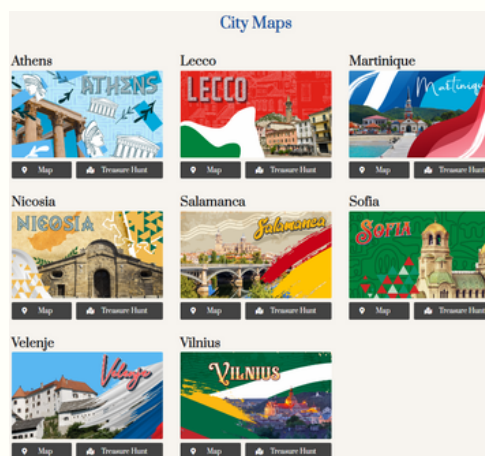 City Maps
Athens
Lecco
Martinique
ATHENS
LECCO
Martinique
Map
Treasure Hunt
Map
Treasure Hunt
Map
Treasure Hunt
Nicosia
Salamanca
Sofia
NICOSIA
Salamanca
SOFIA
Map
Treasure Hunt
Map
Treasure Hunt
Map
Treasure Hunt
Velenje
Vilnius
Velenje
VILNIUS
Map
Treasure Hunt
Map
Treasure Hunt